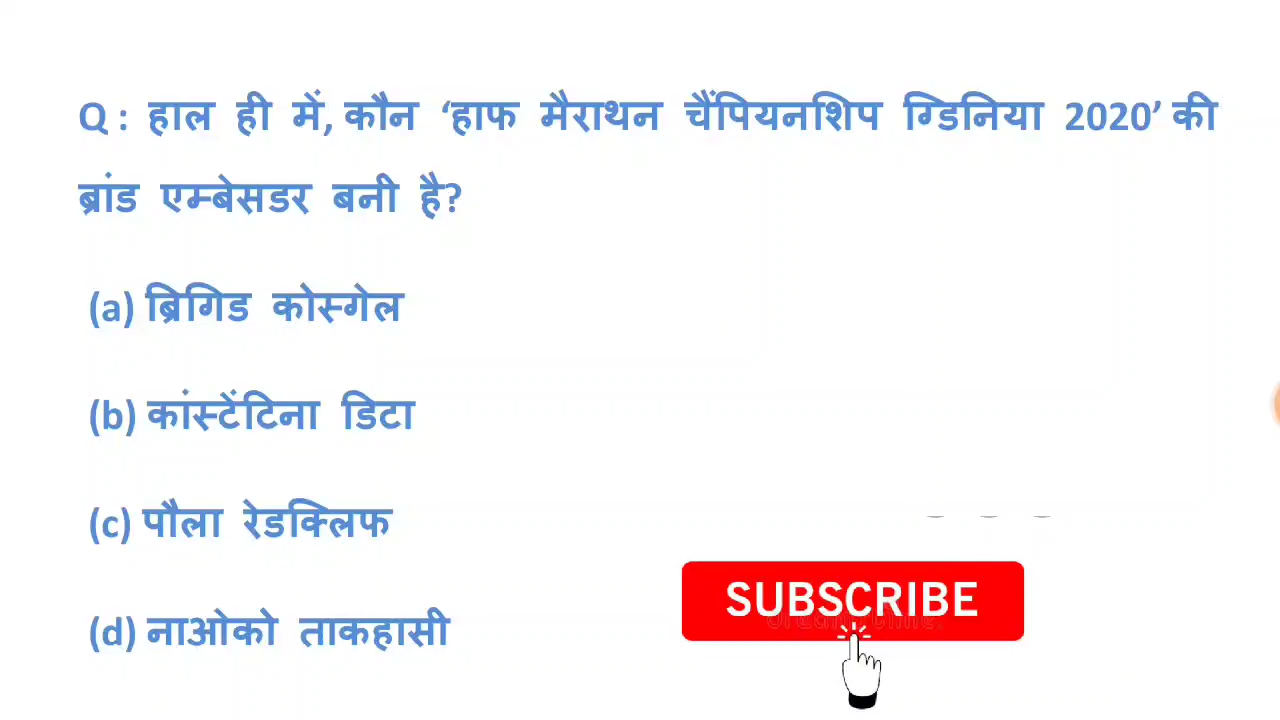 Q : हाल ही में, कौन ‘हाफ मैराथन चैंपियनशिप ग्डिनिया 2020’ की
ब्रांड एम्बेसडर बनी है?
(a) ब्रिगिड कोस्गेल
(b) कांस्टेंटिना डिटा
(c) पौला रेडक्लिफ
(d) नाओको ताकहासी
SUBSCRIBE